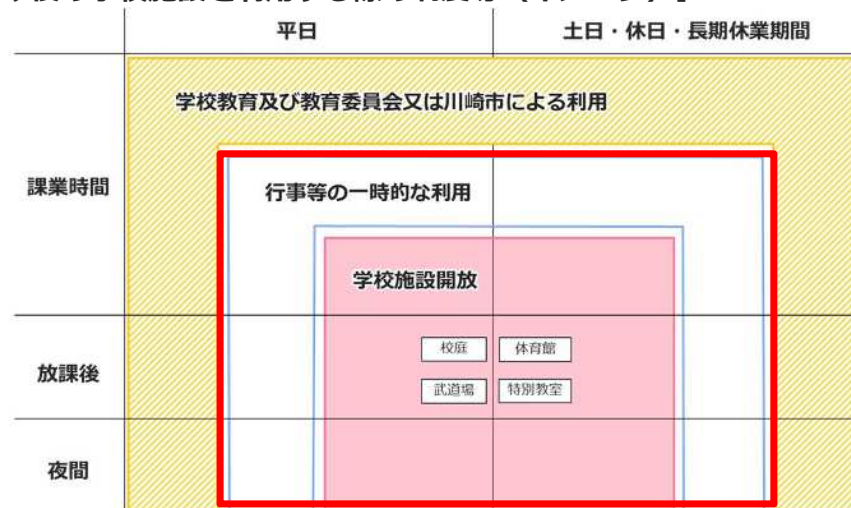 平日
土日・休日・長期休業期間
学校教育及び教育委員会又は川崎市による利用
課業時間
行事等の一時的な利用
学校施設開放
校庭
体育館
放課後
武道場
特別教室
夜間